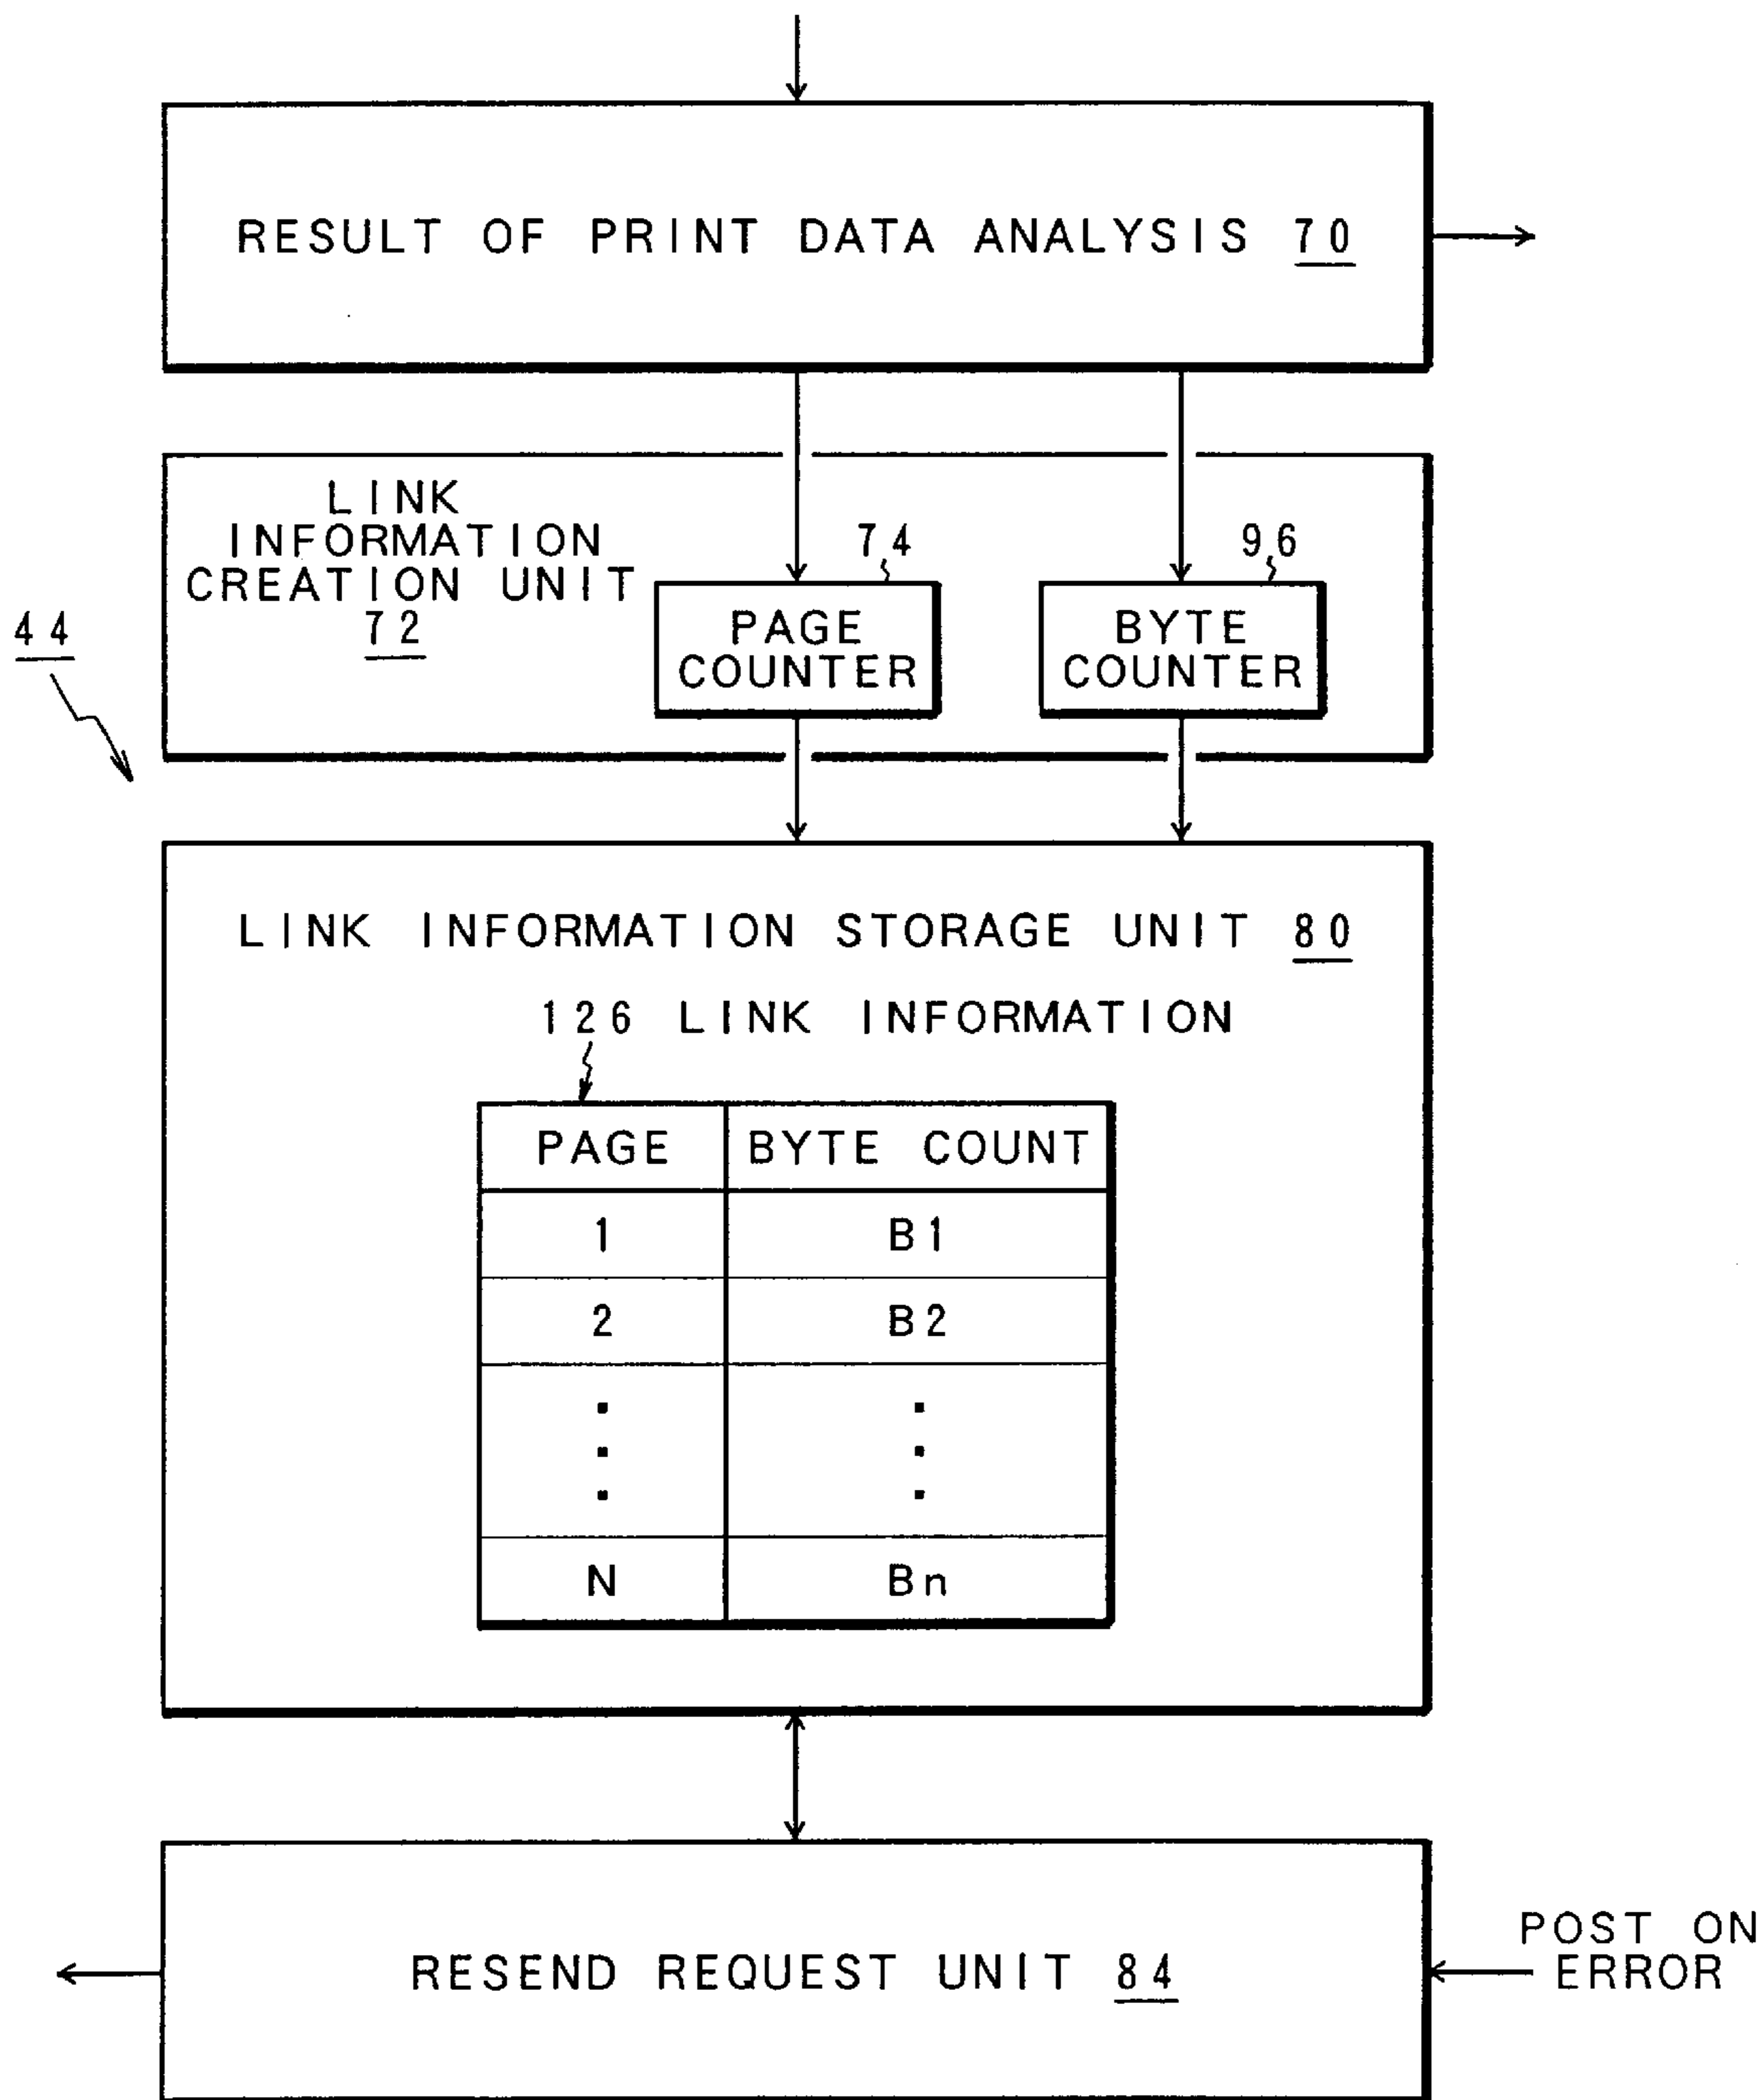 RESULT OF PRINT DATA ANALYSIS 70
LINK
INFORMATION
CREATION UNIT
72
74
PAGE
COUNTER
96
BYTE
COUNTER
44
LINK INFORMATION STORAGE UNIT 80
126 LINK INFORMATION
PAGE BYTE COUNT
1 B1
2 B2
. .
. .
. .
N Bn
RESEND REQUEST UNIT 84
POST ON
ERROR